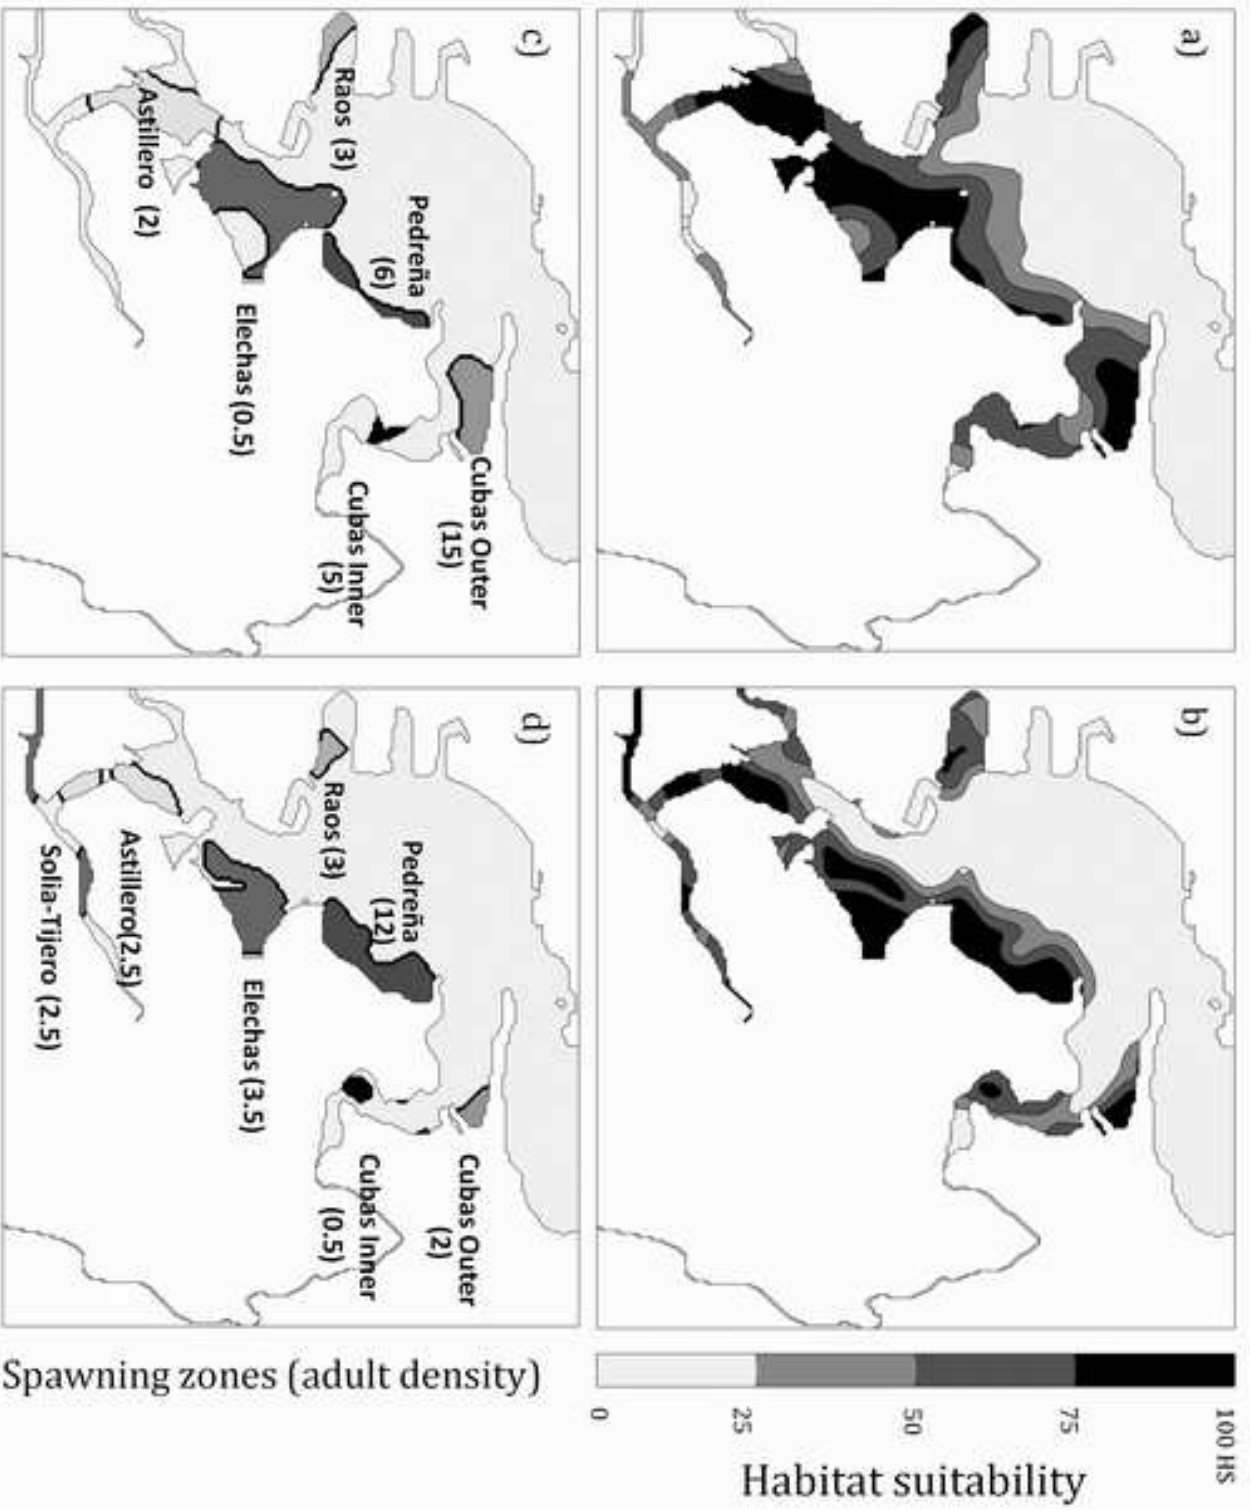 a)
b)
100 HS
75
50
25
0
Habitat suitability
c)
Raos (3)
Astillero (2)
Pedreña
(6)
Elechas (0.5)
Cubas Outer
(15)
Cubas Inner
(5)
d)
Raos (3)
Pedreña
(12)
Astillero(2.5)
Solia-Tijero (2.5)
Elechas (3.5)
Cubas Outer
(2)
Cubas Inner
(0.5)
Spawning zones (adult density)